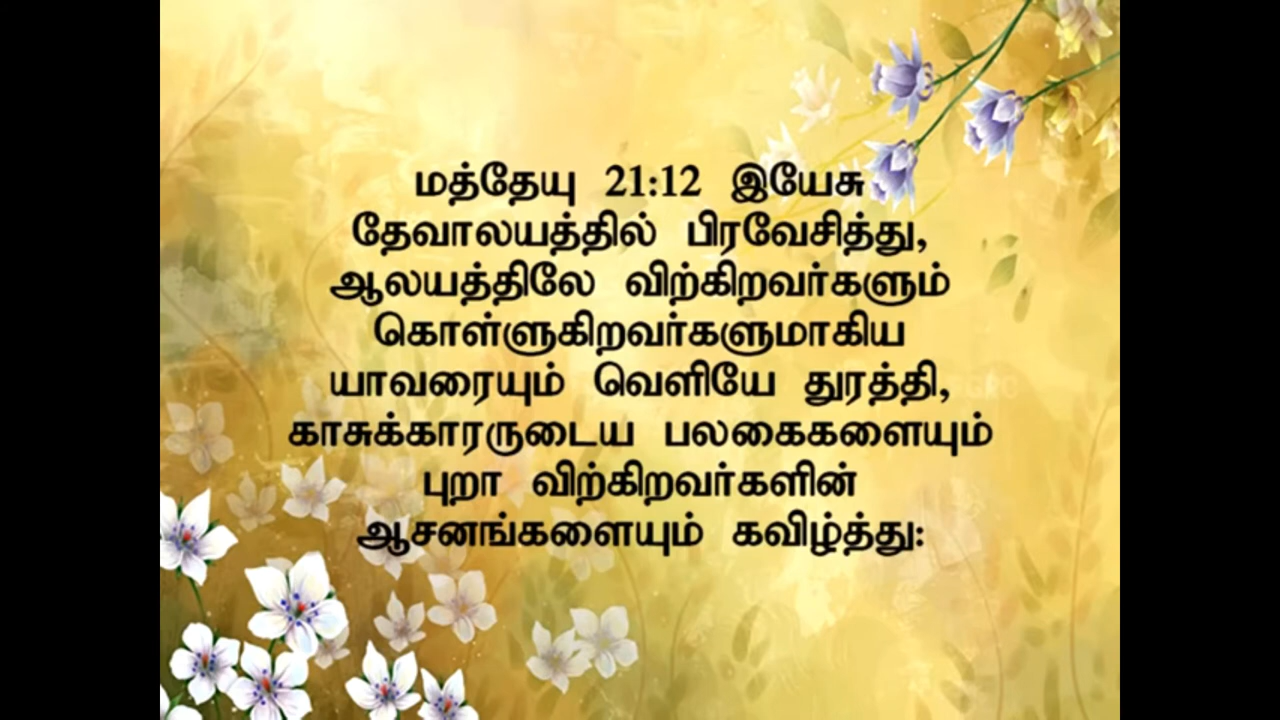 மத்தேயு 21:12 இயேசு
தேவாலயத்தில் பிரவேசித்து,
ஆலயத்திலே விற்கிறவர்களும்
கொள்ளுகிறவர்களுமாகிய
யாவரையும் வெளியே துரத்தி,
காசுக்காரருடைய பலகைகளையும்
புறா விற்கிறவர்களின்
ஆசனங்களையும் கவிழ்த்து: